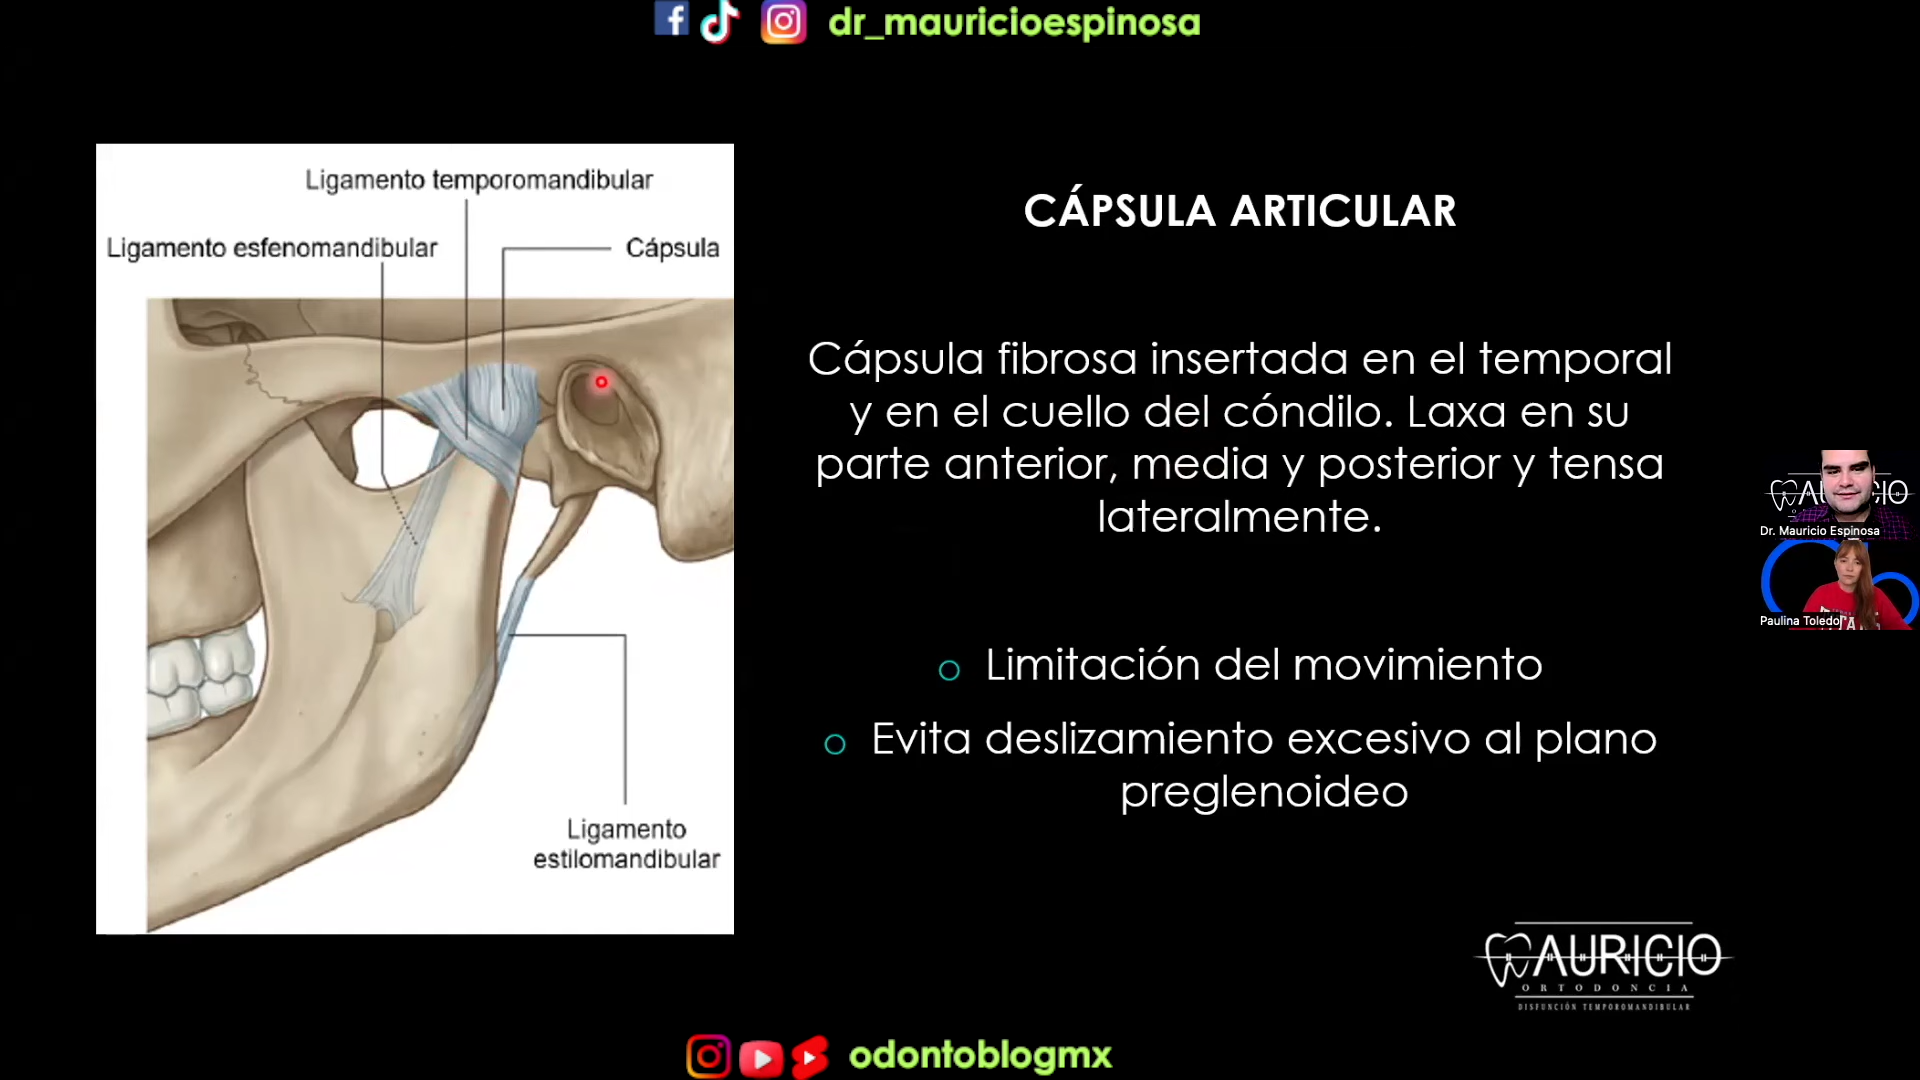 dr_mauricioespinosa
Ligamento temporomandibular
Ligamento esfenomandibular
Cápsula
Ligamento
estilomandibular
CÁPSULA ARTICULAR
Cápsula fibrosa insertada en el temporal
y en el cuello del cóndilo. Laxa en su
parte anterior, media y posterior y tensa
lateralmente.
Limitación del movimiento
Evita deslizamiento excesivo al plano
preglenoideo
Dr. Mauricio Espinosa
Paulina Toledo
MAURICIO
ORTODONCIA
DISFUNCIÓN TEMPOROMANDIBULAR
odontoblogmx